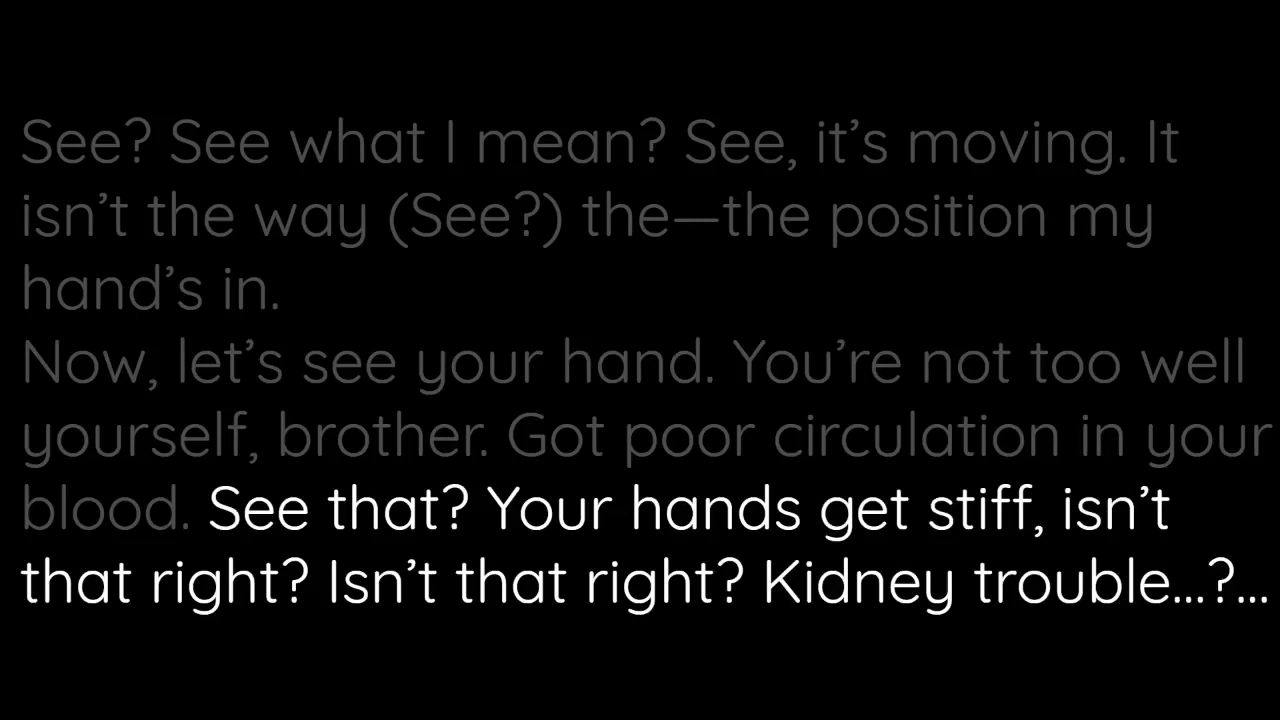 See? See what I mean? See, it’s moving. It
isn’t the way (See?) the—the position my
hand’s in.
Now, let’s see your hand. You’re not too well
yourself, brother. Got poor circulation in your
blood. See that? Your hands get stiff, isn’t
that right? Isn’t that right? Kidney trouble...?...